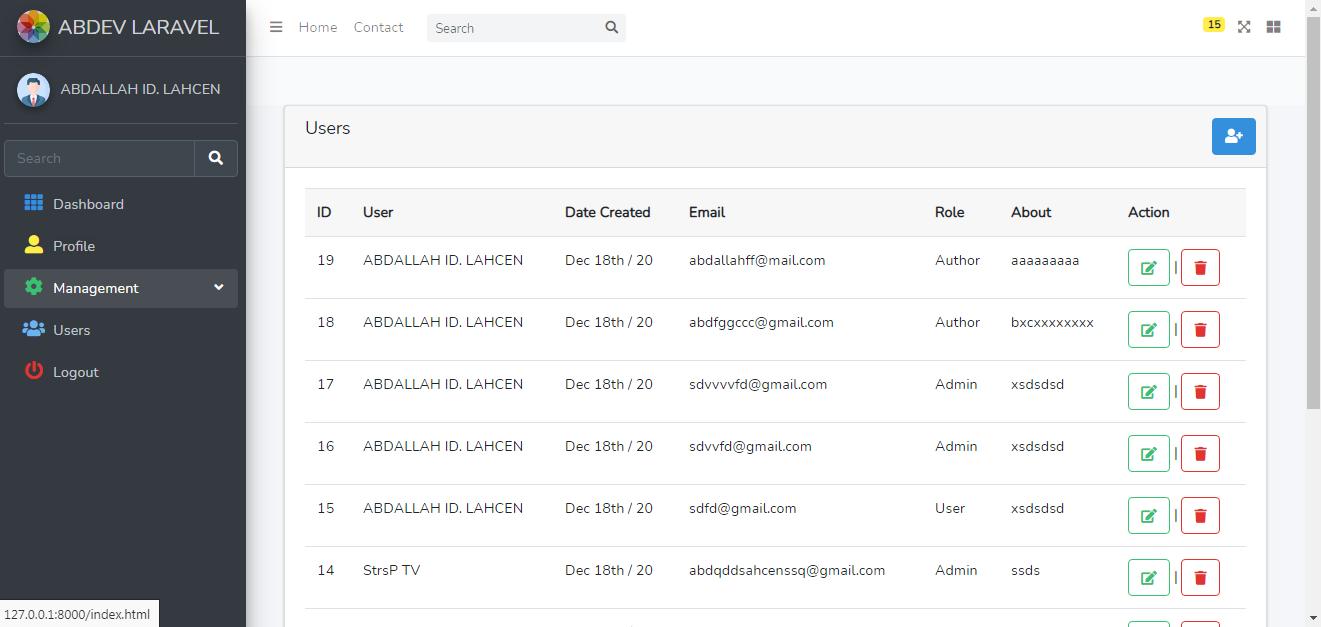 ABDEV LARAVEL
Home Contact Search 15
ABDALLAH ID. LAHCEN
Search
Dashboard
Profile
Management
Users
Logout
Users
ID User Date Created Email Role About Action
19 ABDALLAH ID. LAHCEN Dec 18th / 20 abdallahff@mail.com Author aaaaaaaaa |
18 ABDALLAH ID. LAHCEN Dec 18th / 20 abdfggccc@gmail.com Author bxcxxxxxxxx |
17 ABDALLAH ID. LAHCEN Dec 18th / 20 sdvvvvfd@gmail.com Admin xsdsdsd |
16 ABDALLAH ID. LAHCEN Dec 18th / 20 sdvvfd@gmail.com Admin xsdsdsd |
15 ABDALLAH ID. LAHCEN Dec 18th / 20 sdfd@gmail.com User xsdsdsd |
14 StrsP TV Dec 18th / 20 abdqddsahcenssq@gmail.com Admin ssds |
127.0.0.1:8000/index.html